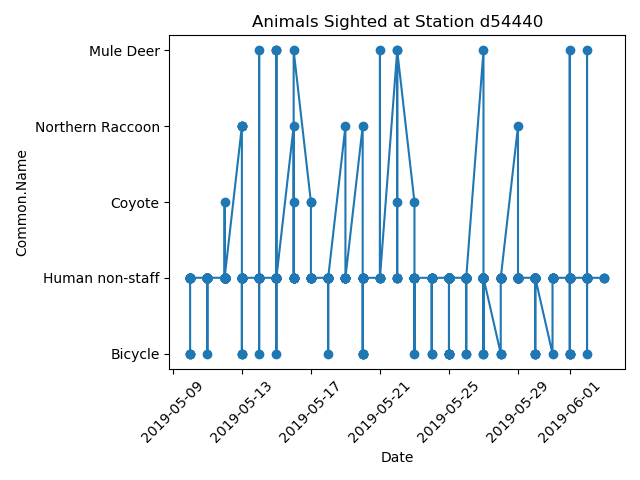 Animals Sighted at Station d54440
Common.Name
Mule Deer
Northern Raccoon
Coyote
Human non-staff
Bicycle
2019-05-09
2019-05-13
2019-05-17
2019-05-21
2019-05-25
2019-05-29
2019-06-01
Date